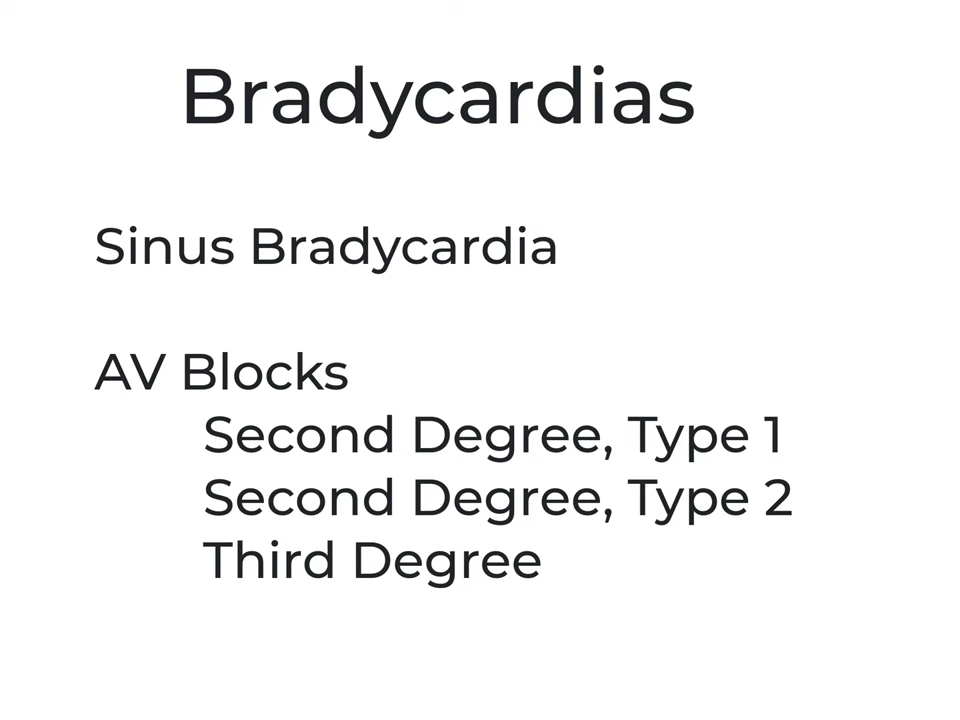 Bradycardias
Sinus Bradycardia
AV Blocks
Second Degree, Type 1
Second Degree, Type 2
Third Degree